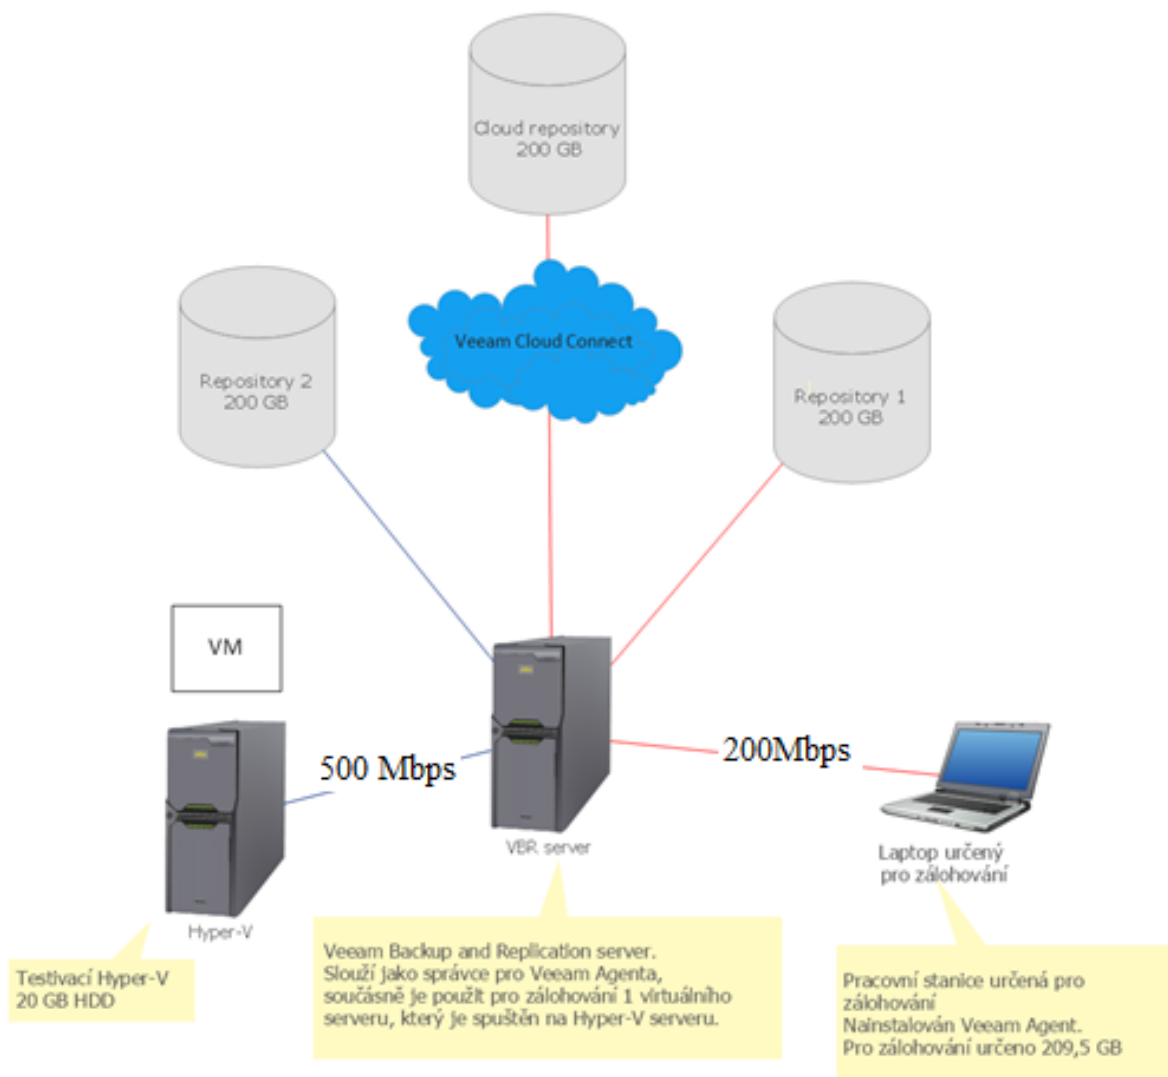 Cloud repository
200 GB
Veeam Cloud Connect
Repository 2
200 GB
Repository 1
200 GB
VM
500 Mbps
200Mbps
VBR server
Laptop určený
pro zálohování
Hyper-V
Testivací Hyper-V
20 GB HDD
Veeam Backup and Replication server.
Slouží jako správce pro Veeam Agenta,
součásně je použit pro zálohování 1 virtuálního
serveru, který je spuštěn na Hyper-V serveru.
Pracovní stanice určená pro
zálohování
Nainstalován Veeam Agent.
Pro zálohování určeno 209,5 GB